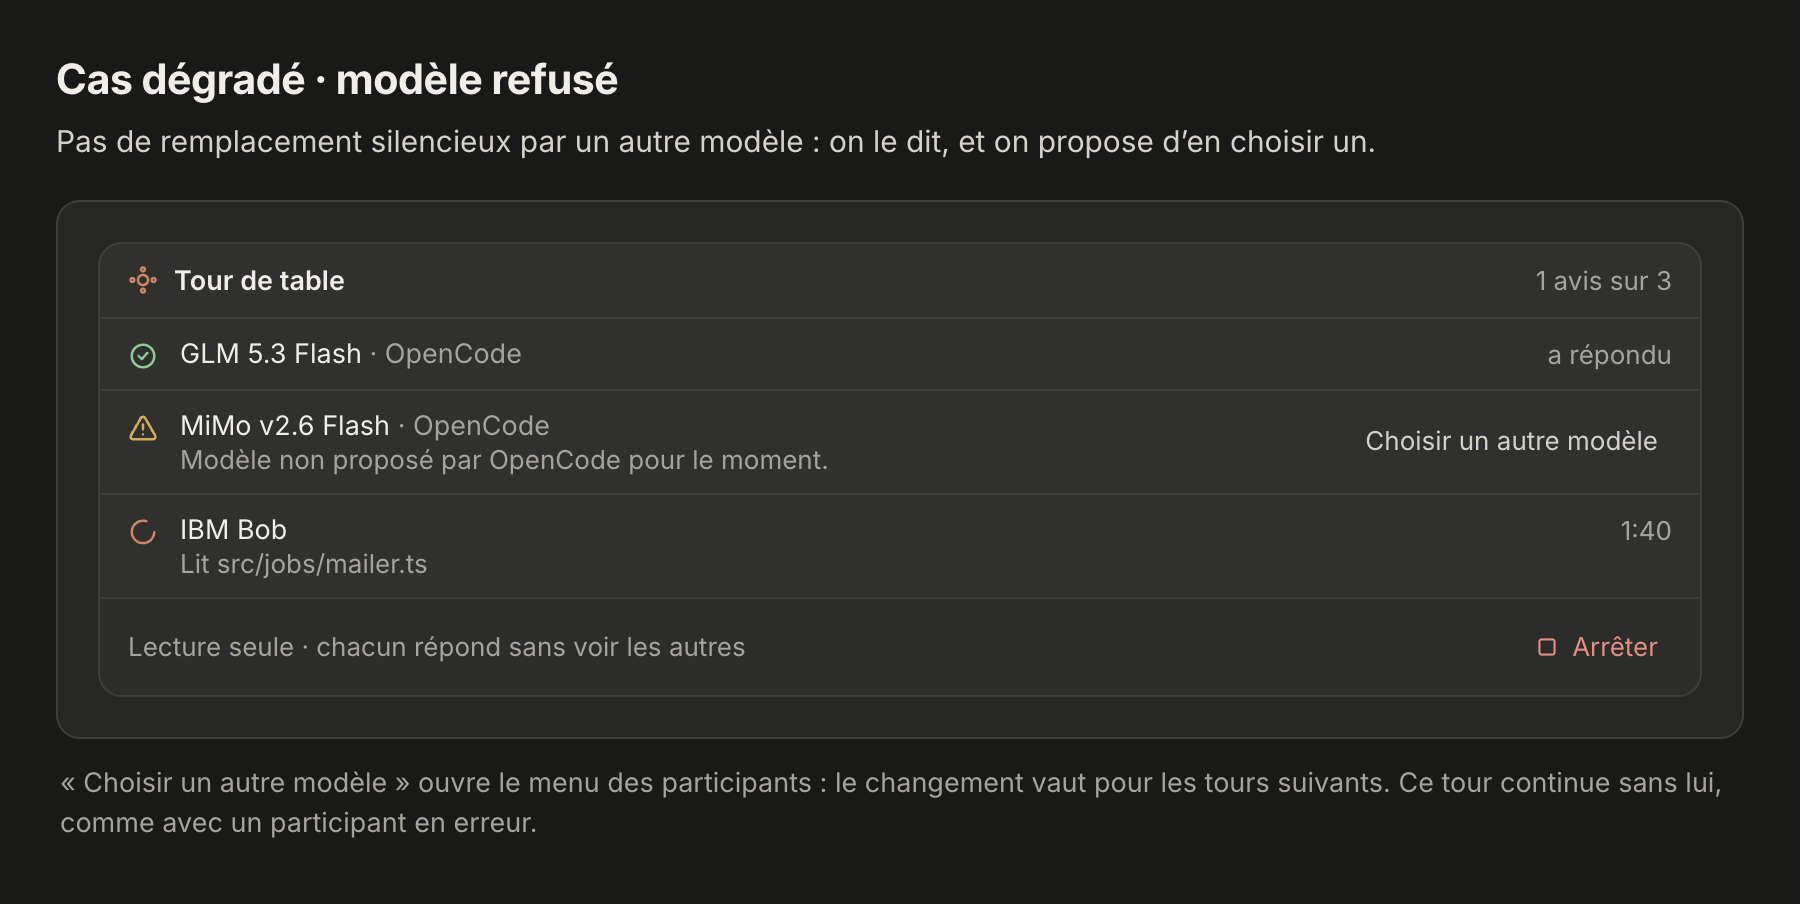 Cas dégradé · modèle refusé
Pas de remplacement silencieux par un autre modèle : on le dit, et on propose d’en choisir un.
Tour de table
1 avis sur 3
GLM 5.3 Flash · OpenCode
a répondu
MiMo v2.6 Flash · OpenCode
Modèle non proposé par OpenCode pour le moment.
Choisir un autre modèle
IBM Bob
1:40
Lit src/jobs/mailer.ts
Lecture seule · chacun répond sans voir les autres
Arrêter
« Choisir un autre modèle » ouvre le menu des participants : le changement vaut pour les tours suivants. Ce tour continue sans lui,
comme avec un participant en erreur.